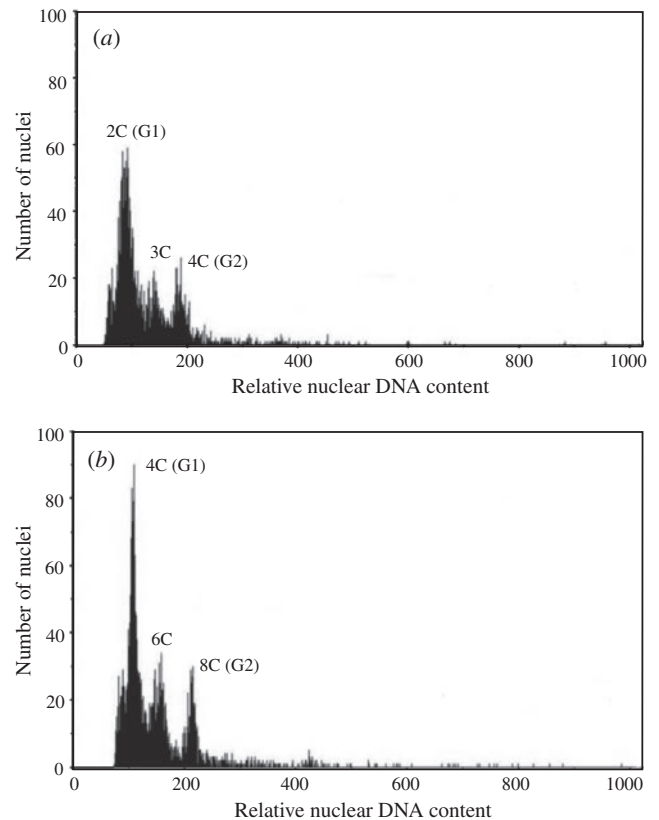 (a)
100
80
60
40
20
0
Number of nuclei
2C (G1)
3C
4C (G2)
0 200 400 600 800 1000
Relative nuclear DNA content
(b)
100
80
60
40
20
0
Number of nuclei
4C (G1)
6C
8C (G2)
0 200 400 600 800 1000
Relative nuclear DNA content